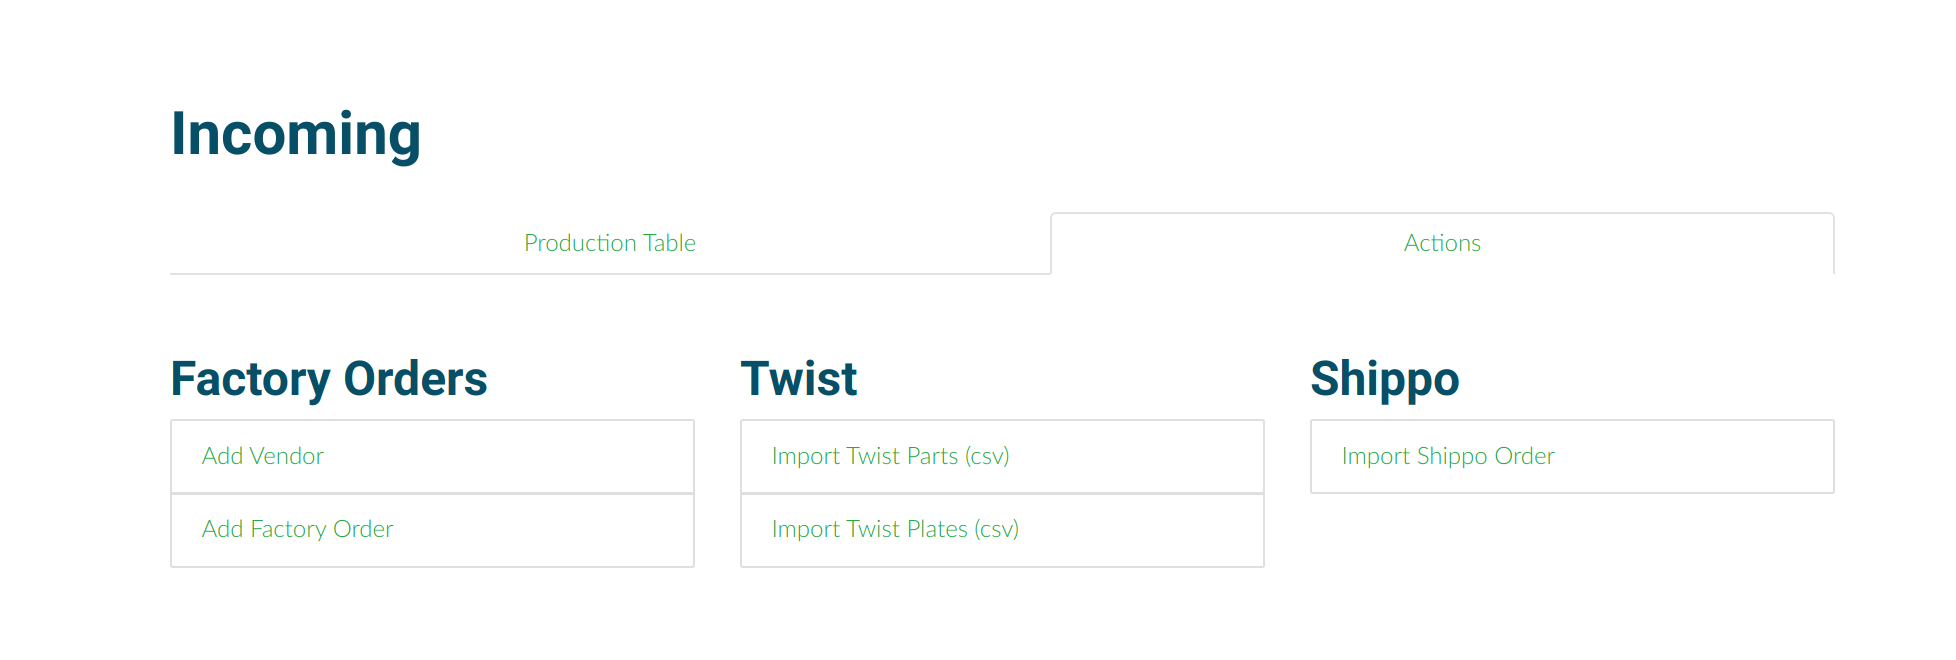 Incoming
Production Table
Actions
Factory Orders
Add Vendor
Add Factory Order
Twist
Import Twist Parts (csv)
Import Twist Plates (csv)
Shippo
Import Shippo Order